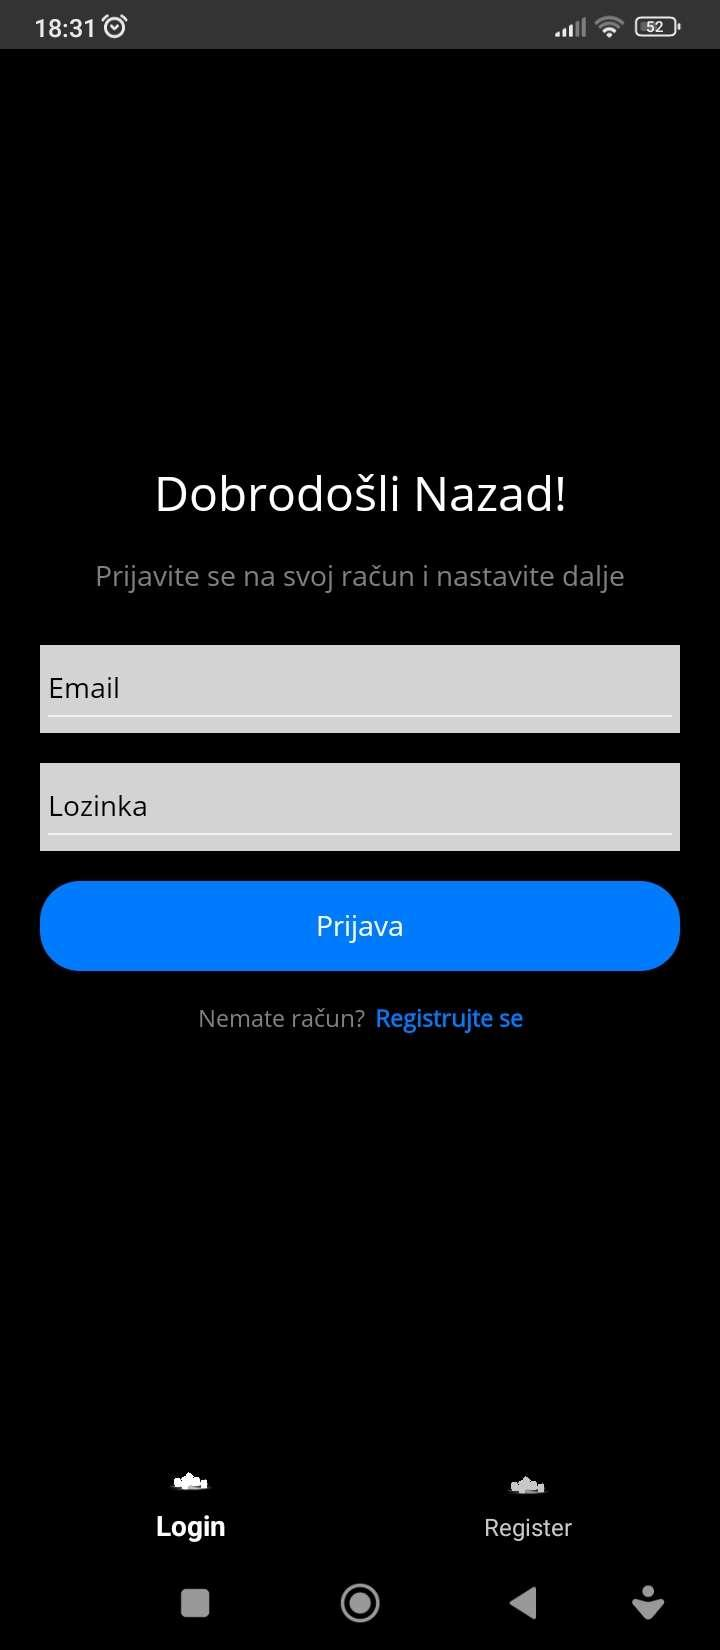 18:31
52
Dobrodošli Nazad!
Prijavite se na svoj račun i nastavite dalje
Email
Lozinka
Prijava
Nemate račun? Registrujte se
Login Register